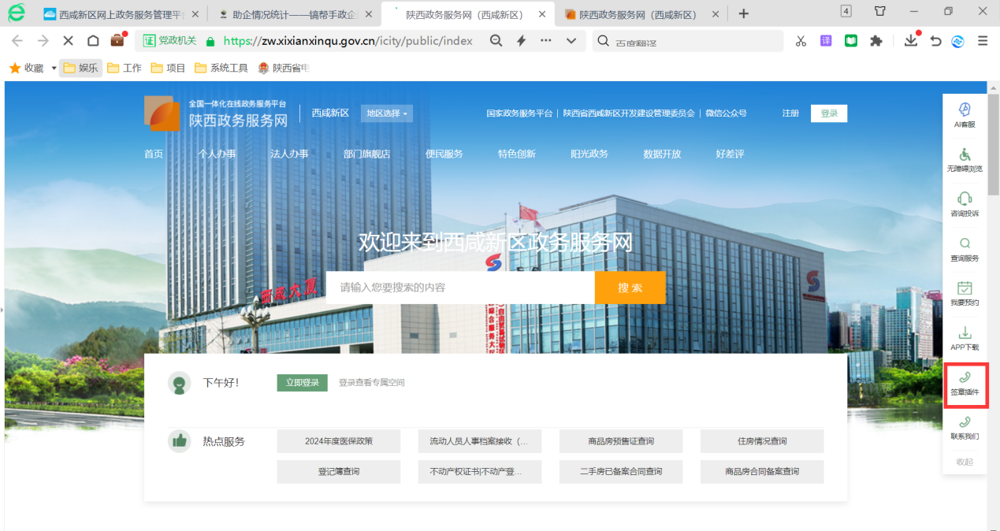 西咸新区网上政务服务管理平
助企情况统计——镐帮手政企
陕西政务服务网（西咸新区）
陕西政务服务网（西咸新区）
4
证 党政机关
https://zw.xixianxinqu.gov.cn/icity/public/index
百度翻译
译
收藏
娱乐
工作
项目
系统工具
陕西省电
全国一体化在线政务服务平台
陕西政务服务网
西咸新区
地区选择
国家政务服务平台
陕西省西咸新区开发建设管理委员会
微信公众号
注册
登录
首页
个人办事
法人办事
部门旗舰店
便民服务
特色创新
阳光政务
数据开放
好差评
欢迎来到西咸新区政务服务网
请输入您要搜索的内容
搜 索
西咸大厦
下午好！
立即登录
登录查看专属空间
热点服务
2024年度医保政策
流动人员人事档案接收（...
商品房预售证查询
住房情况查询
登记簿查询
不动产权证书|不动产登...
二手房已备案合同查询
商品房合同备案查询
AI客服
无障碍浏览
咨询投诉
查询服务
我要预约
APP下载
签章插件
联系我们
收起